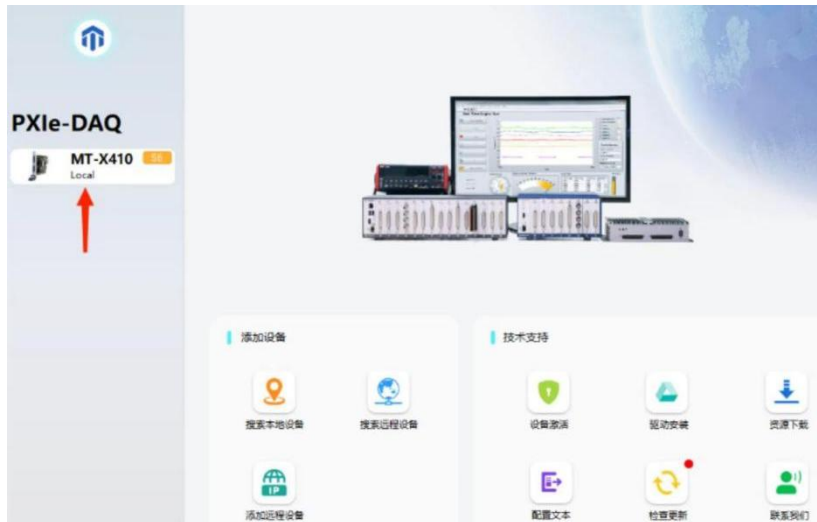 PXIe-DAQ
MT-X410
Local
添加设备
技术支持
搜索本地设备
搜索远程设备
设备激活
驱动安装
资源下载
IP
添加远程设备
配置文本
检查更新
联系我们